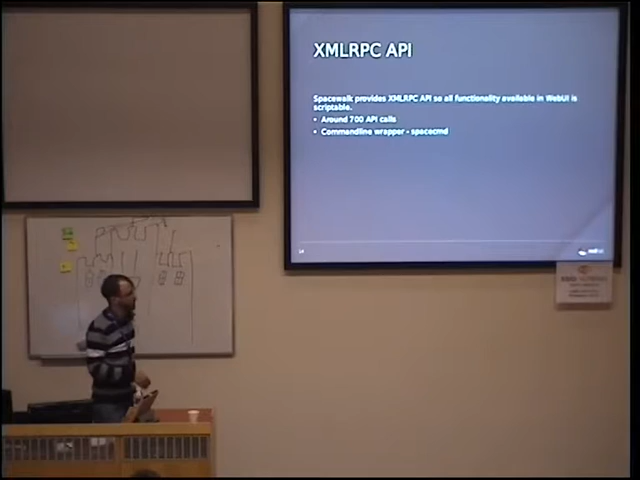 XMLRPC API
Spacewalk provides XMLRPC API so all functionality available in WebUI is
scriptable.
• Around 700 API calls
• Commandline wrapper - spacecmd